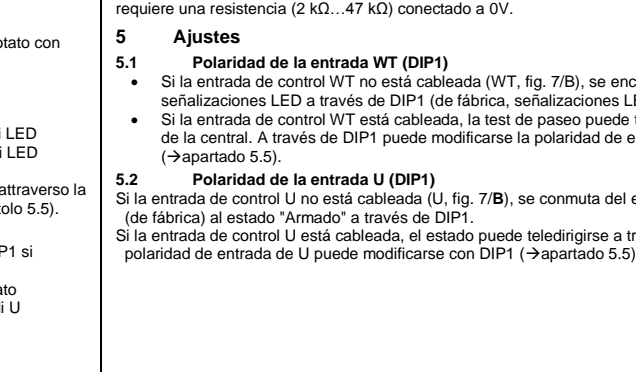 otato con
i LED
i LED
attraverso la
tolo 5.5).
P1 si
ato
i U
requiere una resistencia (2 kΩ…47 kΩ) conectado a 0V.
5 Ajustes
5.1 Polaridad de la entrada WT (DIP1)
• Si la entrada de control WT no está cableada (WT, fig. 7/B), se enc
señalizaciones LED a través de DIP1 (de fábrica, señalizaciones LE
• Si la entrada de control WT está cableada, la test de paseo puede t
de la central. A través de DIP1 puede modificarse la polaridad de e
(→apartado 5.5).
5.2 Polaridad de la entrada U (DIP1)
Si la entrada de control U no está cableada (U, fig. 7/B), se conmuta del e
(de fábrica) al estado "Armado" a través de DIP1.
Si la entrada de control U está cableada, el estado puede teledirigirse a tr
polaridad de entrada de U puede modificarse con DIP1 (→apartado 5.5)